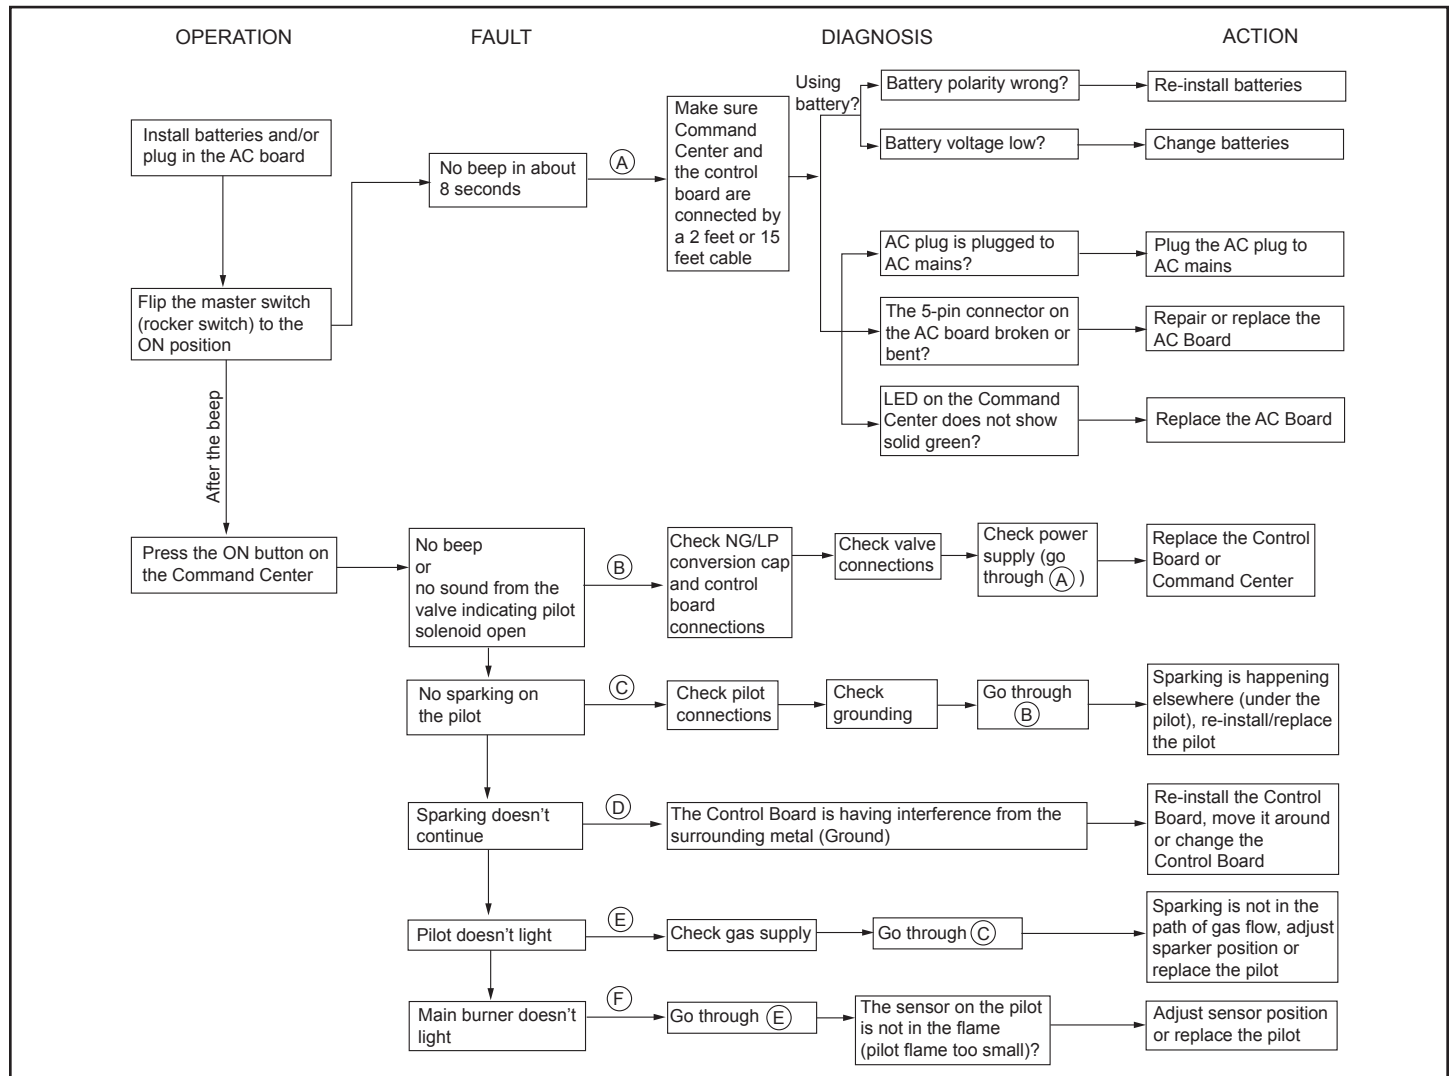 OPERATION
FAULT
DIAGNOSIS
ACTION
Install batteries and/or
plug in the AC board
Flip the master switch
(rocker switch) to the
ON position
After the beep
Press the ON button on
the Command Center
No beep in about
8 seconds
A
Make sure
Command
Center and
the control
board are
connected by
a 2 feet or 15
feet cable
Using
battery?
Battery polarity wrong?
Re-install batteries
Battery voltage low?
Change batteries
AC plug is plugged to
AC mains?
Plug the AC plug to
AC mains
The 5-pin connector on
the AC board broken or
bent?
Repair or replace the
AC Board
LED on the Command
Center does not show
solid green?
Replace the AC Board
No beep
or
no sound from the
valve indicating pilot
solenoid open
B
Check NG/LP
conversion cap
and control
board
connections
Check valve
connections
Check power
supply (go
through A )
Replace the Control
Board or
Command Center
No sparking on
the pilot
C
Check pilot
connections
Check
grounding
Go through
B
Sparking is happening
elsewhere (under the
pilot), re-install/replace
the pilot
Sparking doesn't
continue
D
The Control Board is having interference from the
surrounding metal (Ground)
Re-install the Control
Board, move it around
or change the
Control Board
Pilot doesn't light
E
Check gas supply
Go through C
Sparking is not in the
path of gas flow, adjust
sparker position or
replace the pilot
Main burner doesn't
light
F
Go through E
The sensor on the pilot
is not in the flame
(pilot flame too small)?
Adjust sensor position
or replace the pilot